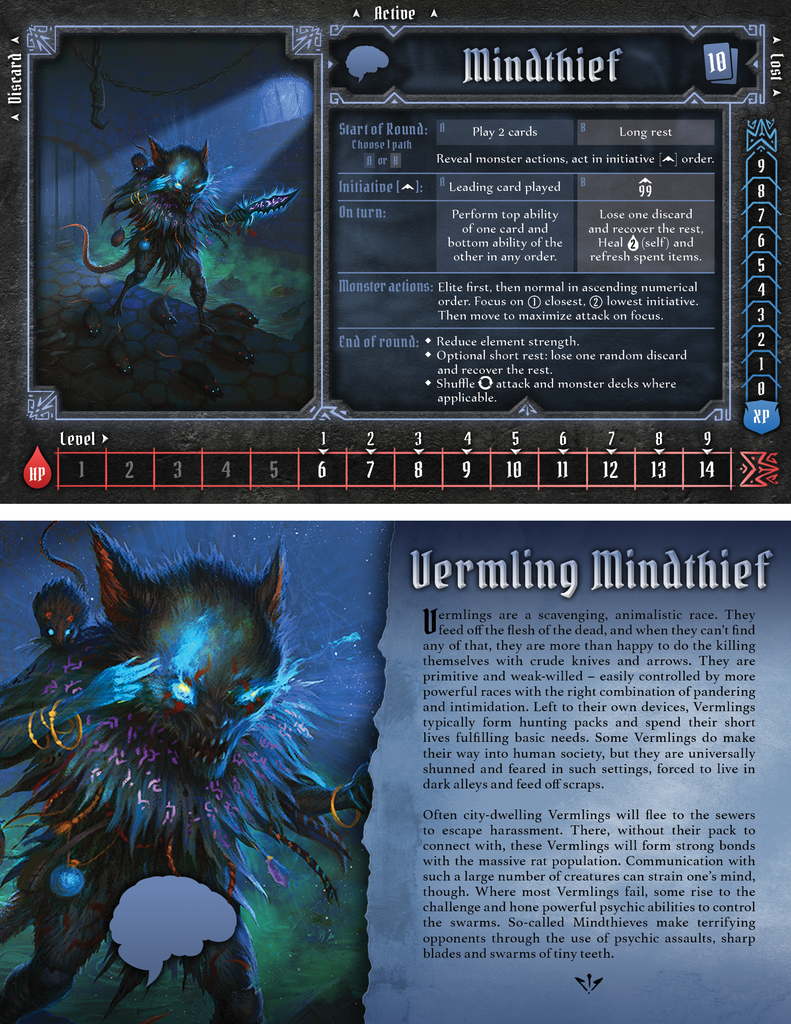 Active
Discard
Lost
Mindthief
10
Start of Round:
Choose 1 path
A or B
A Play 2 cards
B Long rest
Reveal monster actions, act in initiative [ ] order.
Initiative [ ]:
A Leading card played
B 99
On turn:
Perform top ability
of one card and
bottom ability of the
other in any order.
Lose one discard
and recover the rest,
Heal 2 (self) and
refresh spent items.
Monster actions:
Elite first, then normal in ascending numerical
order. Focus on ① closest, ② lowest initiative.
Then move to maximize attack on focus.
End of round:
◆ Reduce element strength.
◆ Optional short rest: lose one random discard
and recover the rest.
◆ Shuffle attack and monster decks where
applicable.
9
8
7
6
5
4
3
2
1
0
XP
Level
1 2 3 4 5 6 7 8 9
HP
1 2 3 4 5 6 7 8 9 10 11 12 13 14
Vermling Mindthief
Vermlings are a scavenging, animalistic race. They
feed off the flesh of the dead, and when they can't find
any of that, they are more than happy to do the killing
themselves with crude knives and arrows. They are
primitive and weak-willed – easily controlled by more
powerful races with the right combination of pandering
and intimidation. Left to their own devices, Vermlings
typically form hunting packs and spend their short
lives fulfilling basic needs. Some Vermlings do make
their way into human society, but they are universally
shunned and feared in such settings, forced to live in
dark alleys and feed off scraps.
Often city-dwelling Vermlings will flee to the sewers
to escape harassment. There, without their pack to
connect with, these Vermlings will form strong bonds
with the massive rat population. Communication with
such a large number of creatures can strain one's mind,
though. Where most Vermlings fail, some rise to the
challenge and hone powerful psychic abilities to control
the swarms. So-called Mindthieves make terrifying
opponents through the use of psychic assaults, sharp
blades and swarms of tiny teeth.